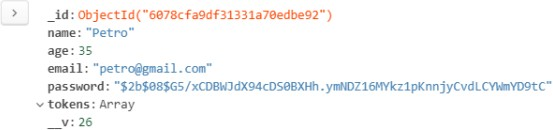 _id: ObjectId("6078cfa9df31331a70edbe92")
name: "Petro"
age: 35
email: "petro@gmail.com"
password: "$2b$08$G5/xCDBWJdX94cDS0BXHh.ymNDZ16MYkz1pKnnjyCvdLCYWmYD9tC"
tokens: Array
__v: 26